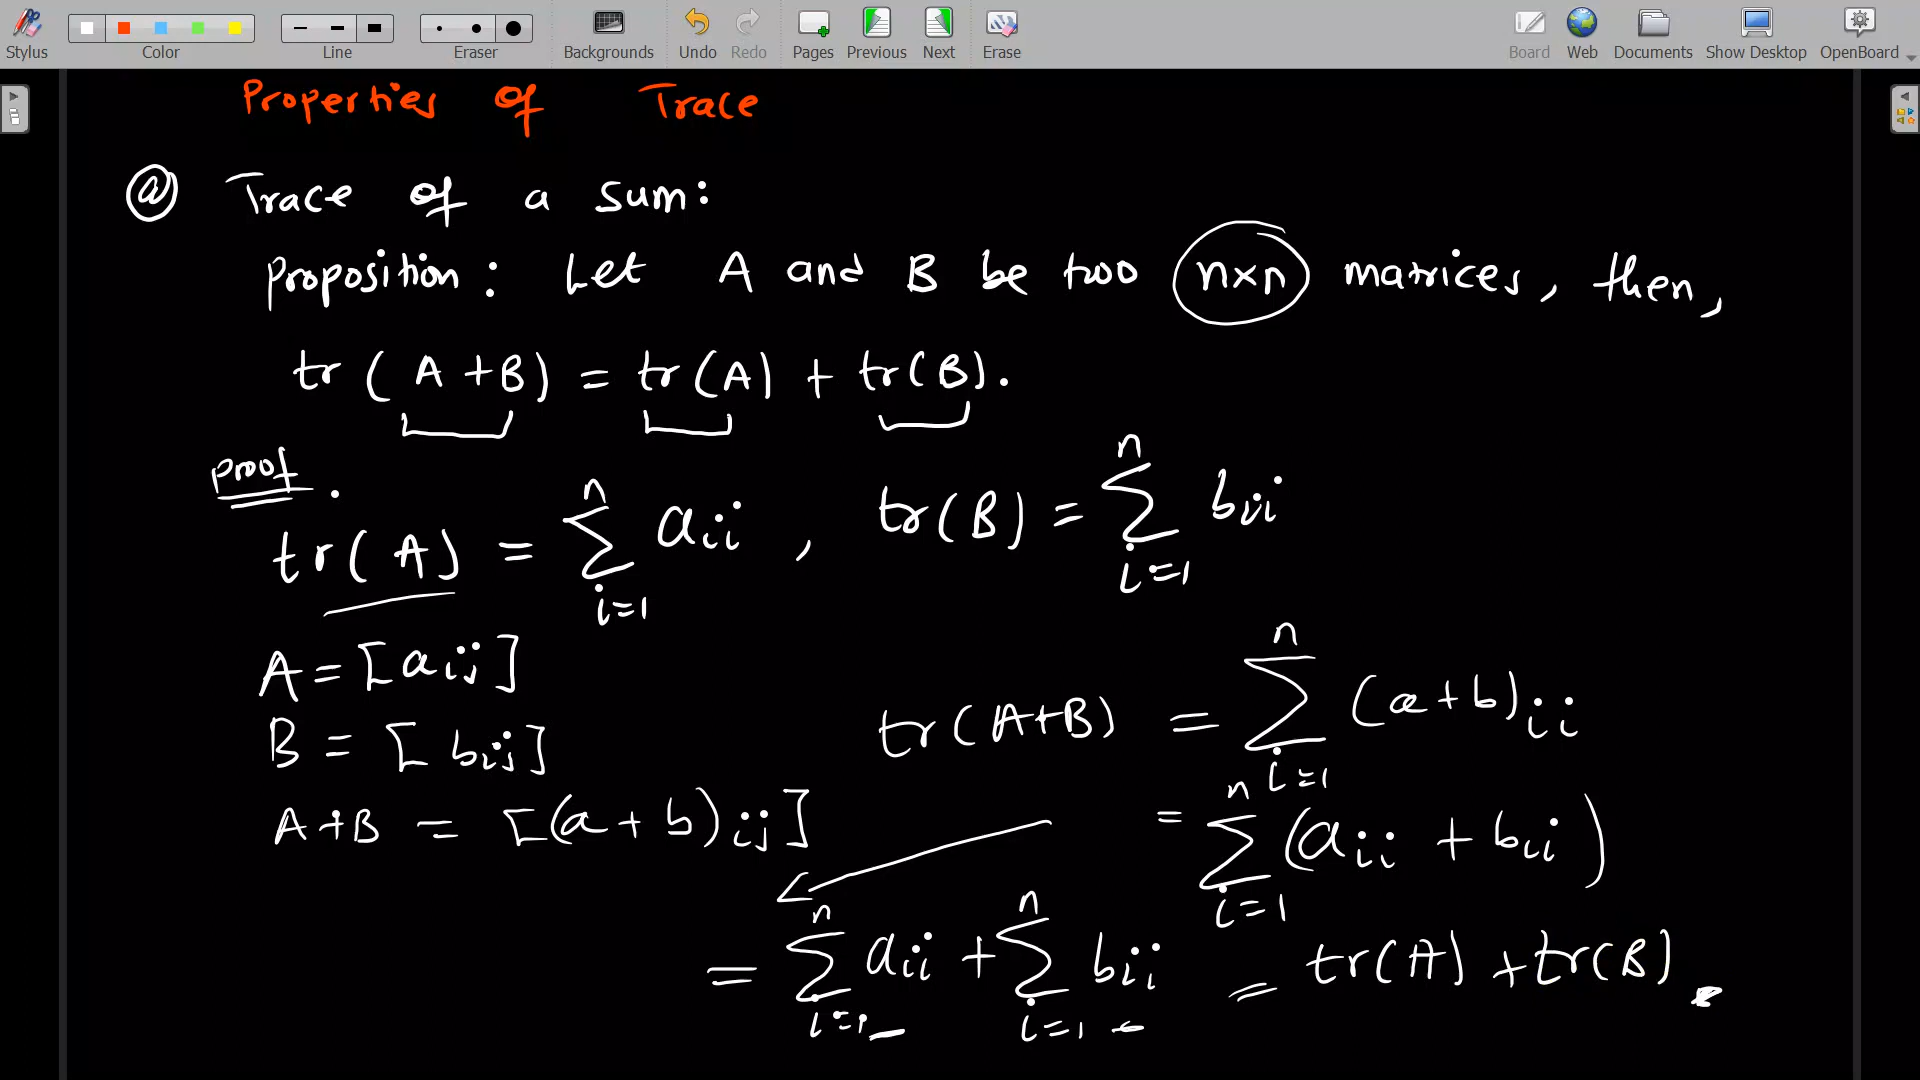 Stylus Color Line Eraser Backgrounds Undo Redo Pages Previous Next Erase Board Web Documents Show Desktop OpenBoard
Properties of Trace
ⓐ Trace of a sum:
Proposition: Let A and B be two n×n matrices, then,
tr(A+B) = tr(A) + tr(B).
Proof.
tr(A) = ∑_{i=1}^{n} a_{ii} , tr(B) = ∑_{i=1}^{n} b_{ii}
A = [a_{ij}]
B = [b_{ij}]
A+B = [(a+b)_{ij}]
tr(A+B) = ∑_{i=1}^{n} (a+b)_{ii}
= ∑_{i=1}^{n} (a_{ii} + b_{ii})
= ∑_{i=1}^{n} a_{ii} + ∑_{i=1}^{n} b_{ii} = tr(A) + tr(B).